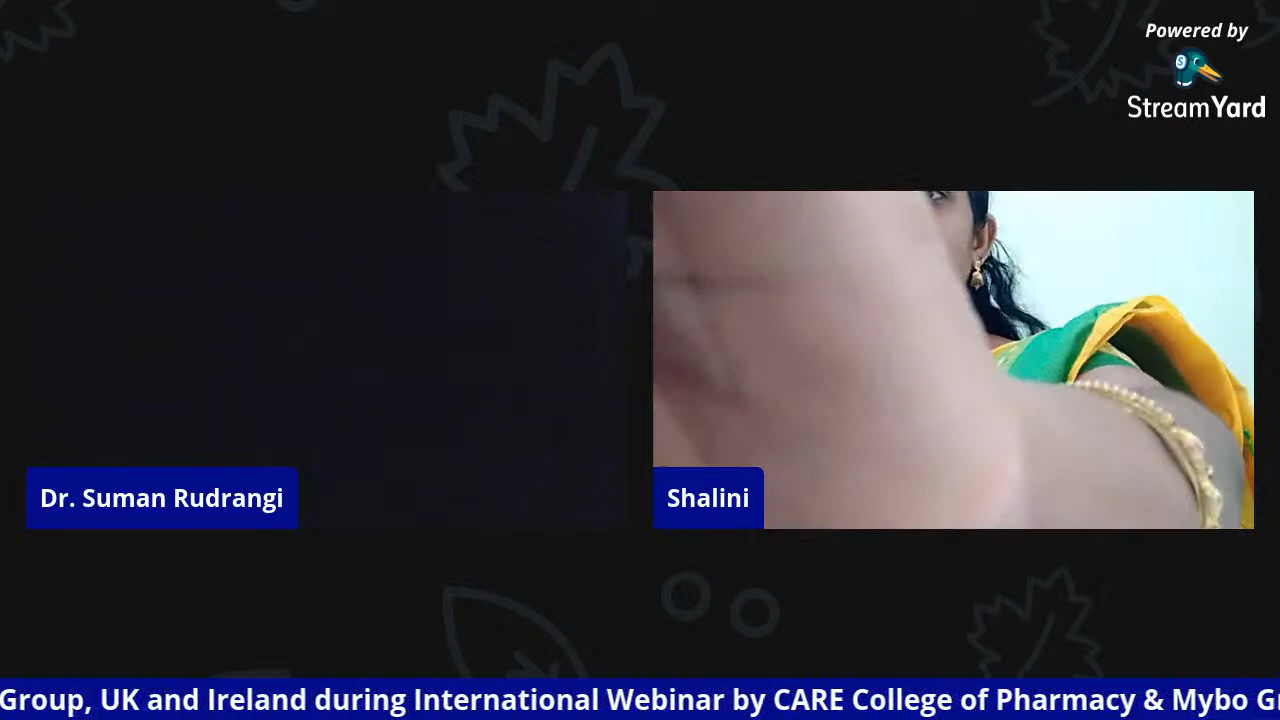 Powered by
StreamYard
Dr. Suman Rudrangi
Shalini
Group, UK and Ireland during International Webinar by CARE College of Pharmacy & Mybo G